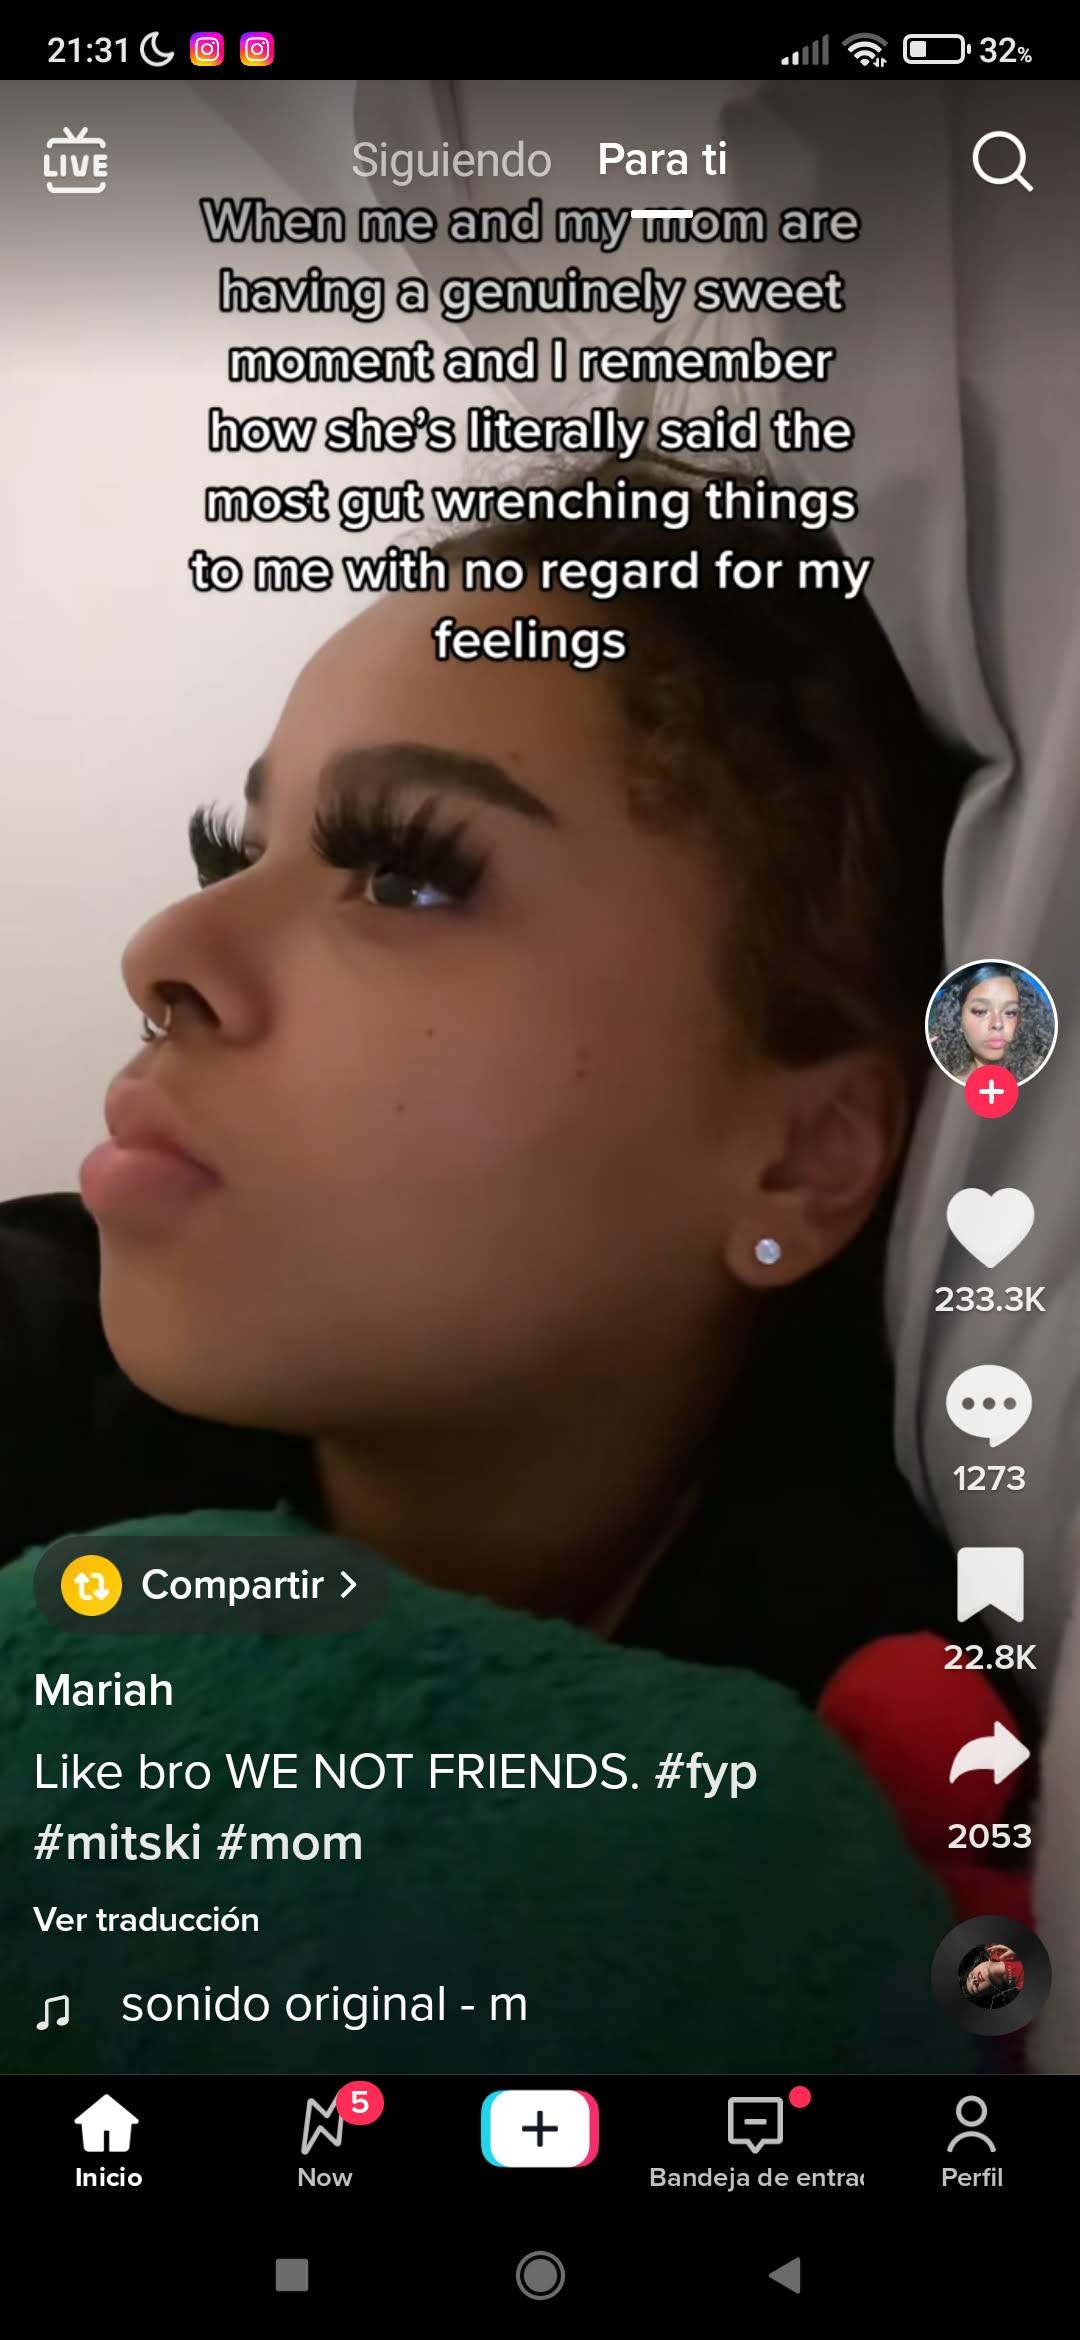 21:31 32%
LIVE Siguiendo Para ti
When me and my mom are
having a genuinely sweet
moment and I remember
how she's literally said the
most gut wrenching things
to me with no regard for my
feelings
233.3K
1273
Compartir >
22.8K
Mariah
Like bro WE NOT FRIENDS. #fyp
#mitski #mom
2053
Ver traducción
sonido original - m
5
Inicio Now Bandeja de entrac Perfil